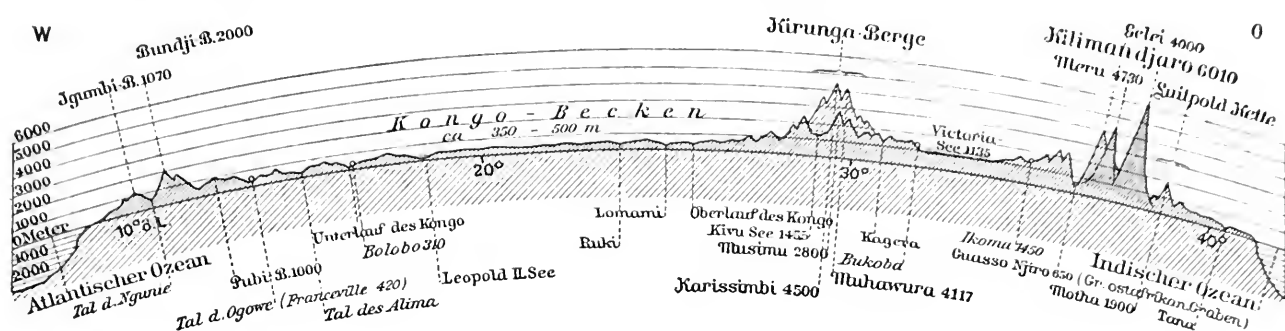 W
O
Jgumbi-B.1070
Bundji-B.2000
Kirunga-Berge
Gelei 4000
Kilimandjaro 6010
Meru 4730
Luitpold Kette
Kongo-Becken
ca 350 - 500 m
Victoria
See 1135
6000
5000
4000
3000
2000
1000
0 Meter
1000
2000
10° ö.L.
20°
30°
40°
Atlantischer Ozean
Tal d. Ngunie
Pubi-B.1000
Tal d. Ogowe (Franceville 420)
Tal des Alima
Unterlauf des Kongo
Bolobo 310
Leopold II. See
Lomami
Ruki
Oberlauf des Kongo
Kivu See 1455
Musimu 2800
Karissimbi 4500
Kagera
Bukoba
Muhawura 4117
Ikoma 1450
Guasso Njiro 650 (Gr. ostafrikan. Graben)
Motha 1900
Tana
Indischer Ozean